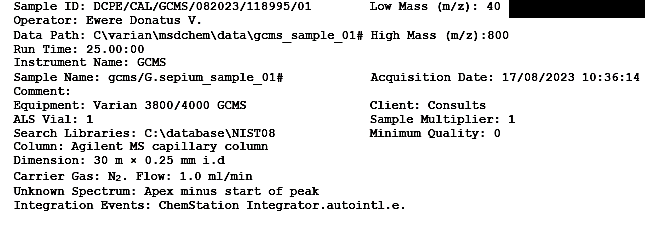 Sample ID: DCPE/CAL/GCMS/082023/118995/01 Low Mass (m/z): 40
Operator: Ewere Donatus V.
Data Path: C\varian\msdchem\data\gcms_sample_01# High Mass (m/z):800
Run Time: 25.00:00
Instrument Name: GCMS
Sample Name: gcms/G.sepium_sample_01# Acquisition Date: 17/08/2023 10:36:14
Comment:
Equipment: Varian 3800/4000 GCMS Client: Consults
ALS Vial: 1 Sample Multiplier: 1
Search Libraries: C:\database\NIST08 Minimum Quality: 0
Column: Agilent MS capillary column
Dimension: 30 m × 0.25 mm i.d
Carrier Gas: N₂. Flow: 1.0 ml/min
Unknown Spectrum: Apex minus start of peak
Integration Events: ChemStation Integrator.autointl.e.